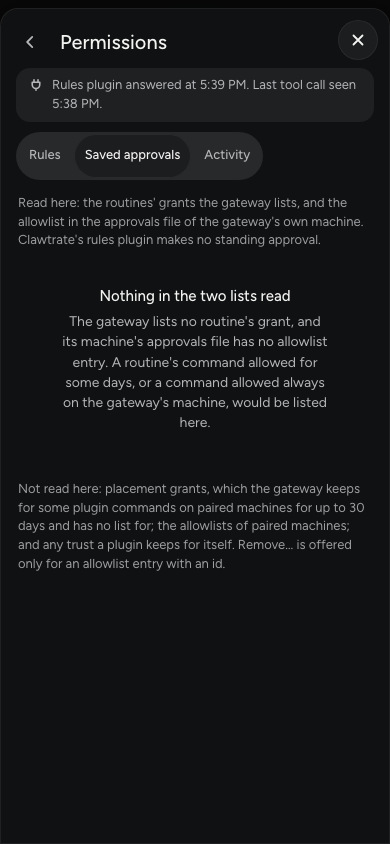 Permissions
Rules plugin answered at 5:39 PM. Last tool call seen
5:38 PM.
Rules
Saved approvals
Activity
Read here: the routines' grants the gateway lists, and the
allowlist in the approvals file of the gateway's own machine.
Clawtrate's rules plugin makes no standing approval.
Nothing in the two lists read
The gateway lists no routine's grant, and
its machine's approvals file has no allowlist
entry. A routine's command allowed for
some days, or a command allowed always
on the gateway's machine, would be listed
here.
Not read here: placement grants, which the gateway keeps
for some plugin commands on paired machines for up to 30
days and has no list for; the allowlists of paired machines;
and any trust a plugin keeps for itself. Remove... is offered
only for an allowlist entry with an id.